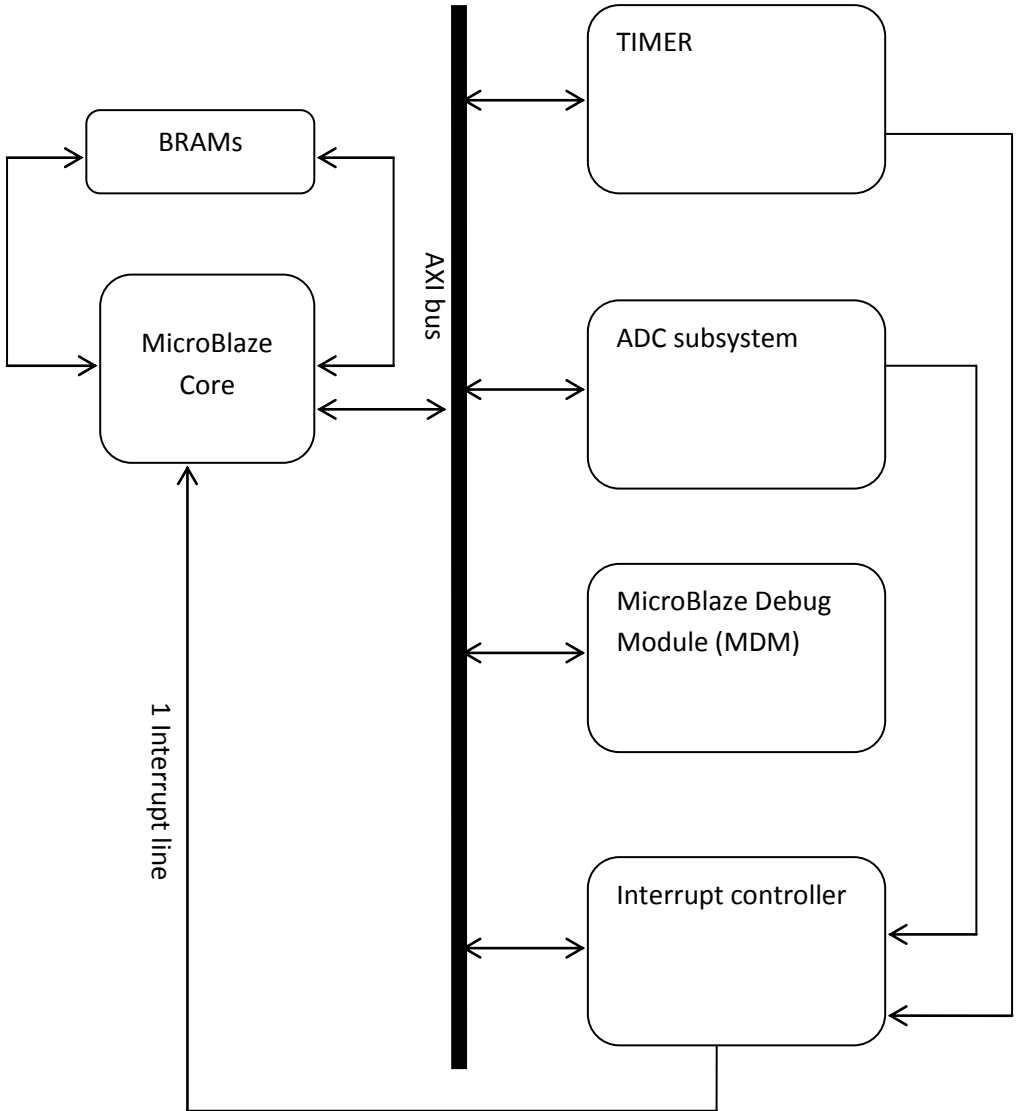 TIMER
BRAMs
AXI bus
MicroBlaze
Core
ADC subsystem
MicroBlaze Debug
Module (MDM)
1 Interrupt line
Interrupt controller